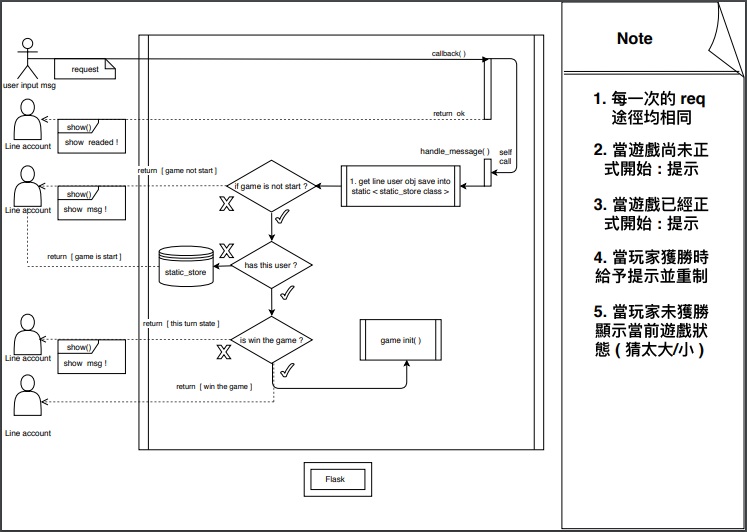 Note
callback( )
request
user input msg
return ok
show()
show readed !
Line account
handle_message( )
self
call
return [ game not start ]
if game is not start ?
1. get line user obj save into
static < static_store class >
show()
show msg !
Line account
return [ game is start ]
static_store
has this user ?
return [ this turn state ]
is win the game ?
game init( )
show()
show msg !
Line account
return [ win the game ]
Line account
Flask
1. 每一次的 req
途徑均相同
2. 當遊戲尚未正
式開始 : 提示
3. 當遊戲已經正
式開始 : 提示
4. 當玩家獲勝時
給予提示並重制
5. 當玩家未獲勝
顯示當前遊戲狀
態 ( 猜太大/小 )